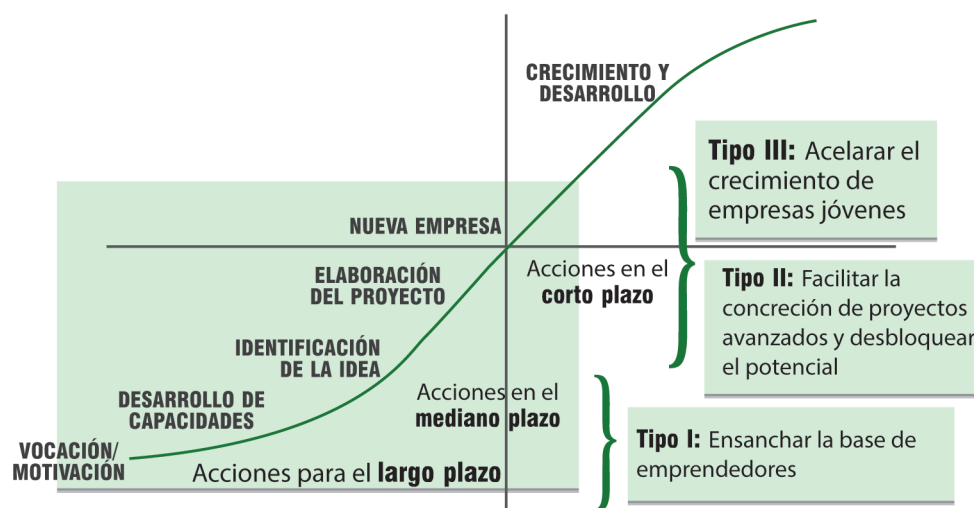 CRECIMIENTO Y
DESARROLLO
Tipo III: Acelarar el
crecimiento de
empresas jóvenes
NUEVA EMPRESA
ELABORACIÓN
DEL PROYECTO
Acciones en el
corto plazo
Tipo II: Facilitar la
concreción de proyectos
avanzados y desbloquear
el potencial
IDENTIFICACIÓN
DE LA IDEA
DESARROLLO DE
CAPACIDADES
Acciones en el
mediano plazo
VOCACIÓN/
MOTIVACIÓN
Acciones para el largo plazo
Tipo I: Ensanchar la base de
emprendedores